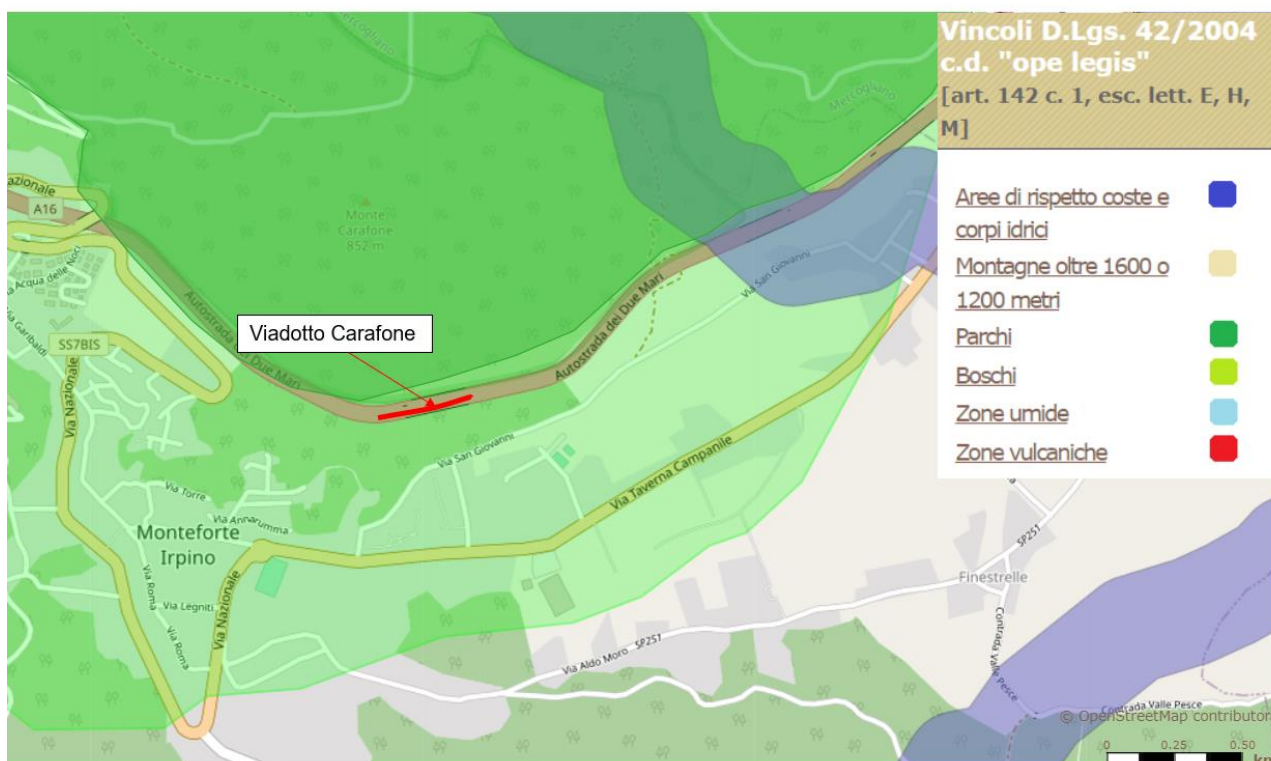 Vincoli D.Lgs. 42/2004
c.d. "ope legis"
[art. 142 c. 1, esc. lett. E, H,
M]
Aree di rispetto coste e
corpi idrici
Montagne oltre 1600 o
1200 metri
Parchi
Boschi
Zone umide
Zone vulcaniche
Mercogliano
Mercogliano
Nazionale
A16
Monte
Carafone
852 m
Acqua delle Noci
Via Garibaldi
SS7BIS
Autostrada dei Due Mari
Viadotto Carafone
Autostrada dei Due Mari
Via San Giovanni
Via Nazionale
Via San Giovanni
Via Taverna Campanile
Via Torre
Via Annarumma
Monteforte
Irpino
Via Roma
Via Legniti
Via Nazionale
Via Roma
SP251
Finestrelle
Via Aldo Moro
SP251
Contrada Valle Pesce
Contrada Valle Pesce
© OpenStreetMap contributor
0 0.25 0.50
km